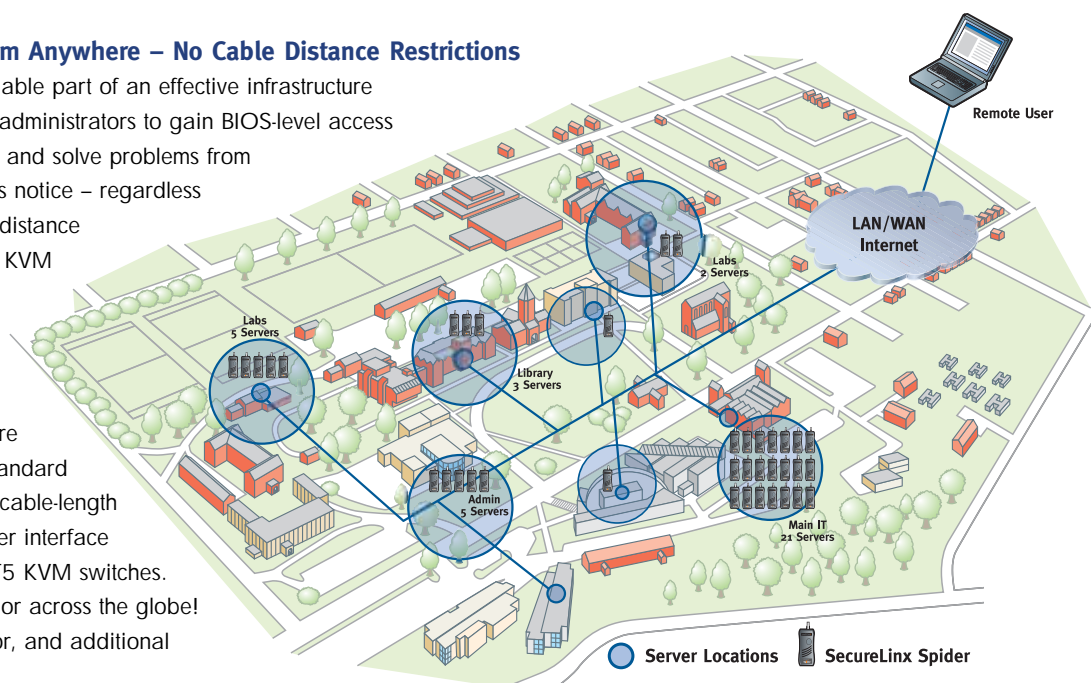 m Anywhere – No Cable Distance Restrictions
able part of an effective infrastructure
administrators to gain BIOS-level access
and solve problems from
s notice – regardless
distance
KVM
re
andard
cable-length
er interface
T5 KVM switches.
or across the globe!
or, and additional
Remote User
LAN/WAN
Internet
Labs
2 Servers
Labs
5 Servers
Library
3 Servers
Admin
5 Servers
Main IT
21 Servers
Server Locations
SecureLinx Spider